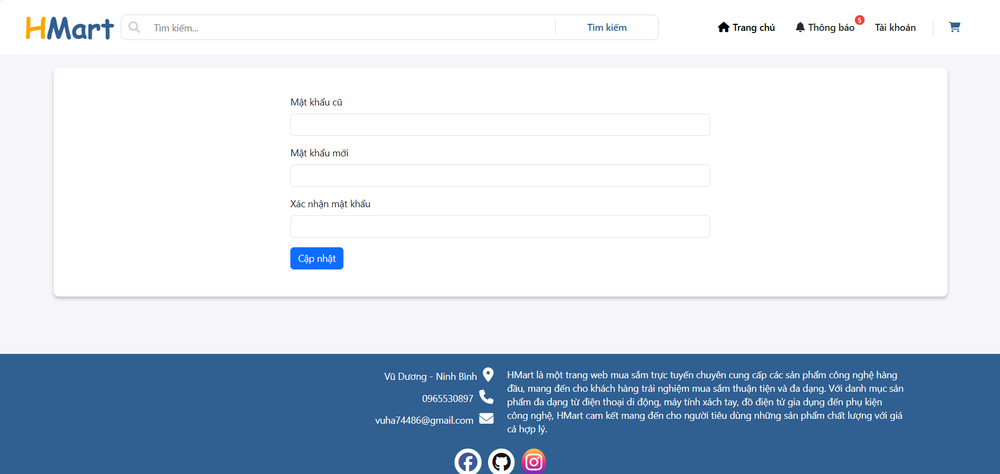 HMart
Tìm kiếm...
Tìm kiếm
Trang chủ
Thông báo
5
Tài khoản
Mật khẩu cũ
Mật khẩu mới
Xác nhận mật khẩu
Cập nhật
Vũ Dương - Ninh Bình
0965530897
vuha74486@gmail.com
HMart là một trang web mua sắm trực tuyến chuyên cung cấp các sản phẩm công nghệ hàng
đầu, mang đến cho khách hàng trải nghiệm mua sắm thuận tiện và đa dạng. Với danh mục sản
phẩm đa dạng từ điện thoại di động, máy tính xách tay, đồ điện tử gia dụng đến phụ kiện
công nghệ, HMart cam kết mang đến cho người tiêu dùng những sản phẩm chất lượng với giá
cả hợp lý.